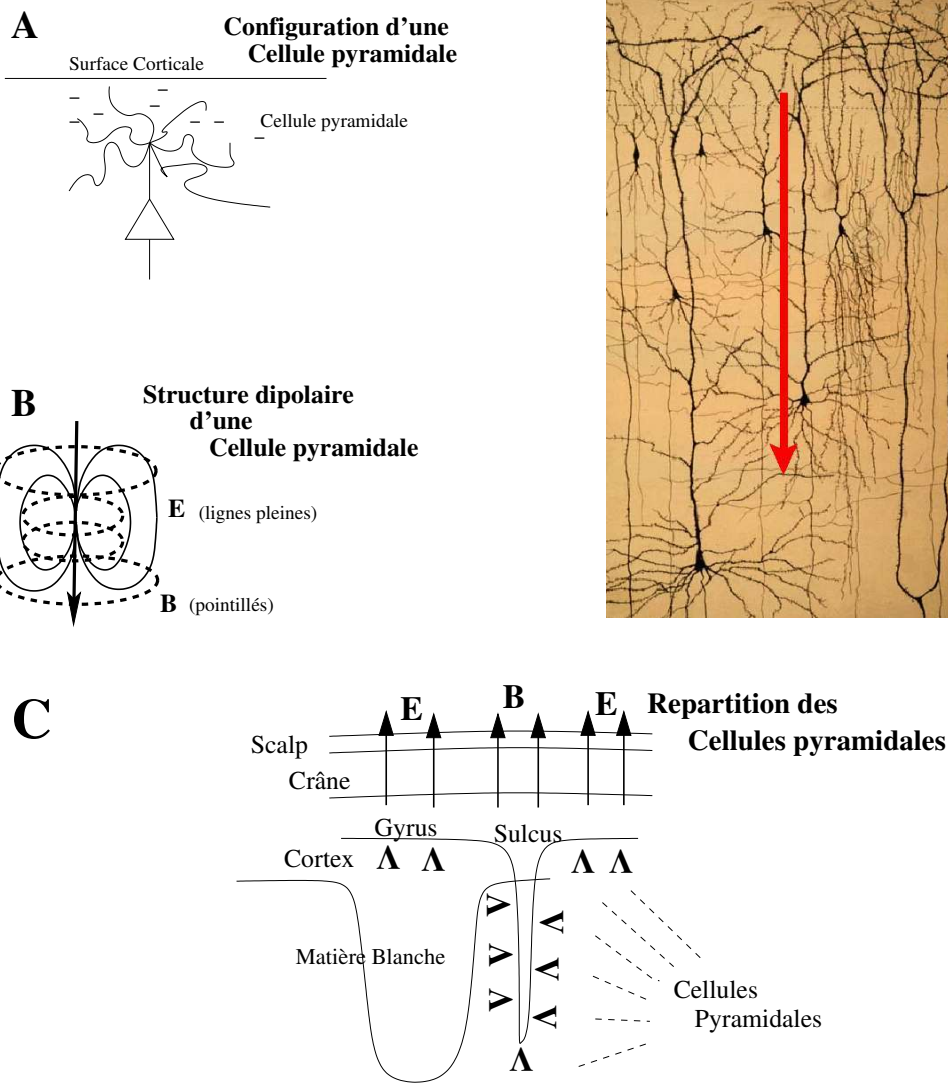 A
Configuration d’une
Cellule pyramidale
Surface Corticale
Cellule pyramidale
B
Structure dipolaire
d’une
Cellule pyramidale
E (lignes pleines)
B (pointillés)
C
E B E
Repartition des
Cellules pyramidales
Scalp
Crâne
Gyrus Sulcus
Cortex
Matière Blanche
Cellules
Pyramidales